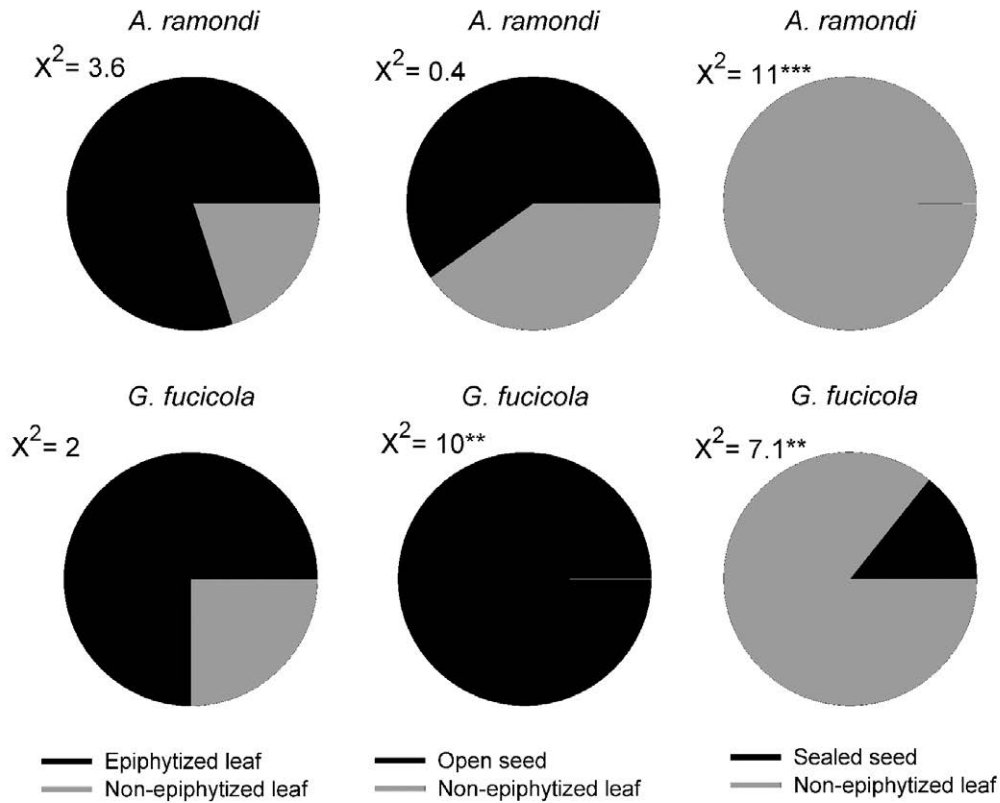 A. ramondi
X²= 3.6
A. ramondi
X²= 0.4
A. ramondi
X²= 11***
G. fucicola
X²= 2
G. fucicola
X²= 10**
G. fucicola
X²= 7.1**
Epiphytized leaf
Non-epiphytized leaf
Open seed
Non-epiphytized leaf
Sealed seed
Non-epiphytized leaf